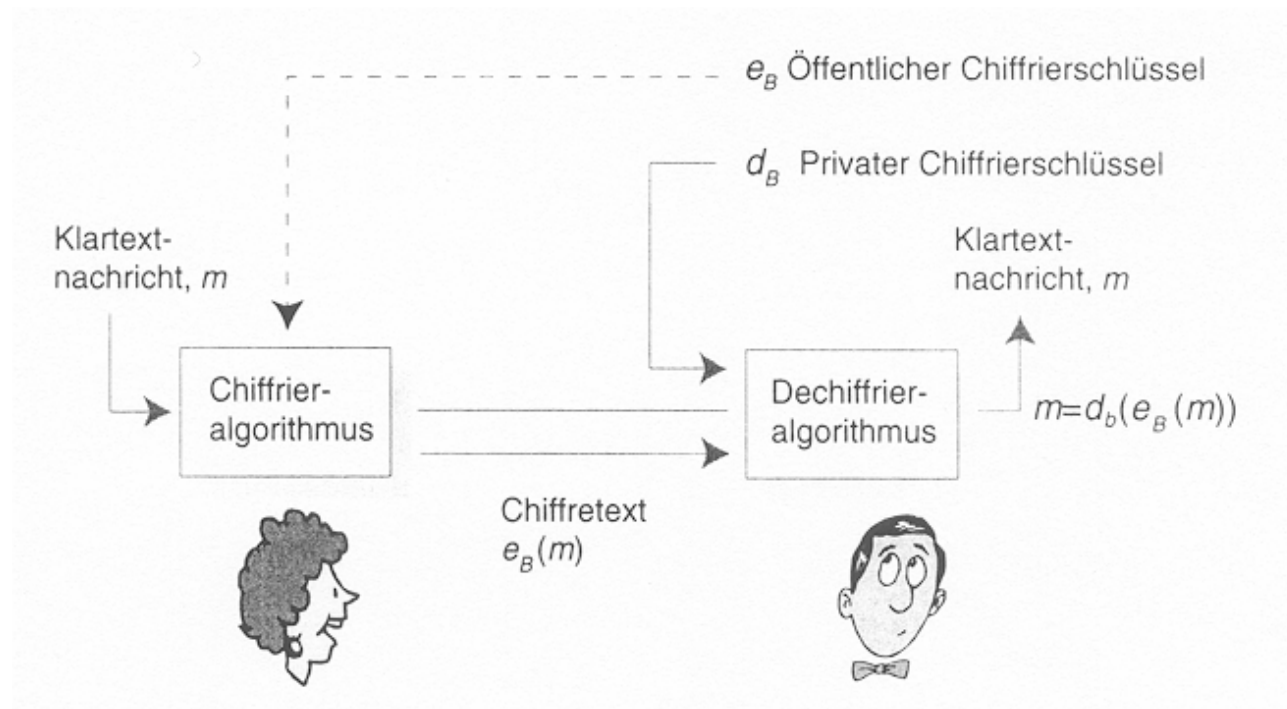 e_B Öffentlicher Chiffrierschlüssel
d_B Privater Chiffrierschlüssel
Klartext-
nachricht, m
Klartext-
nachricht, m
Chiffrier-
algorithmus
Dechiffrier-
algorithmus
m=d_b(e_B(m))
Chiffretext
e_B(m)